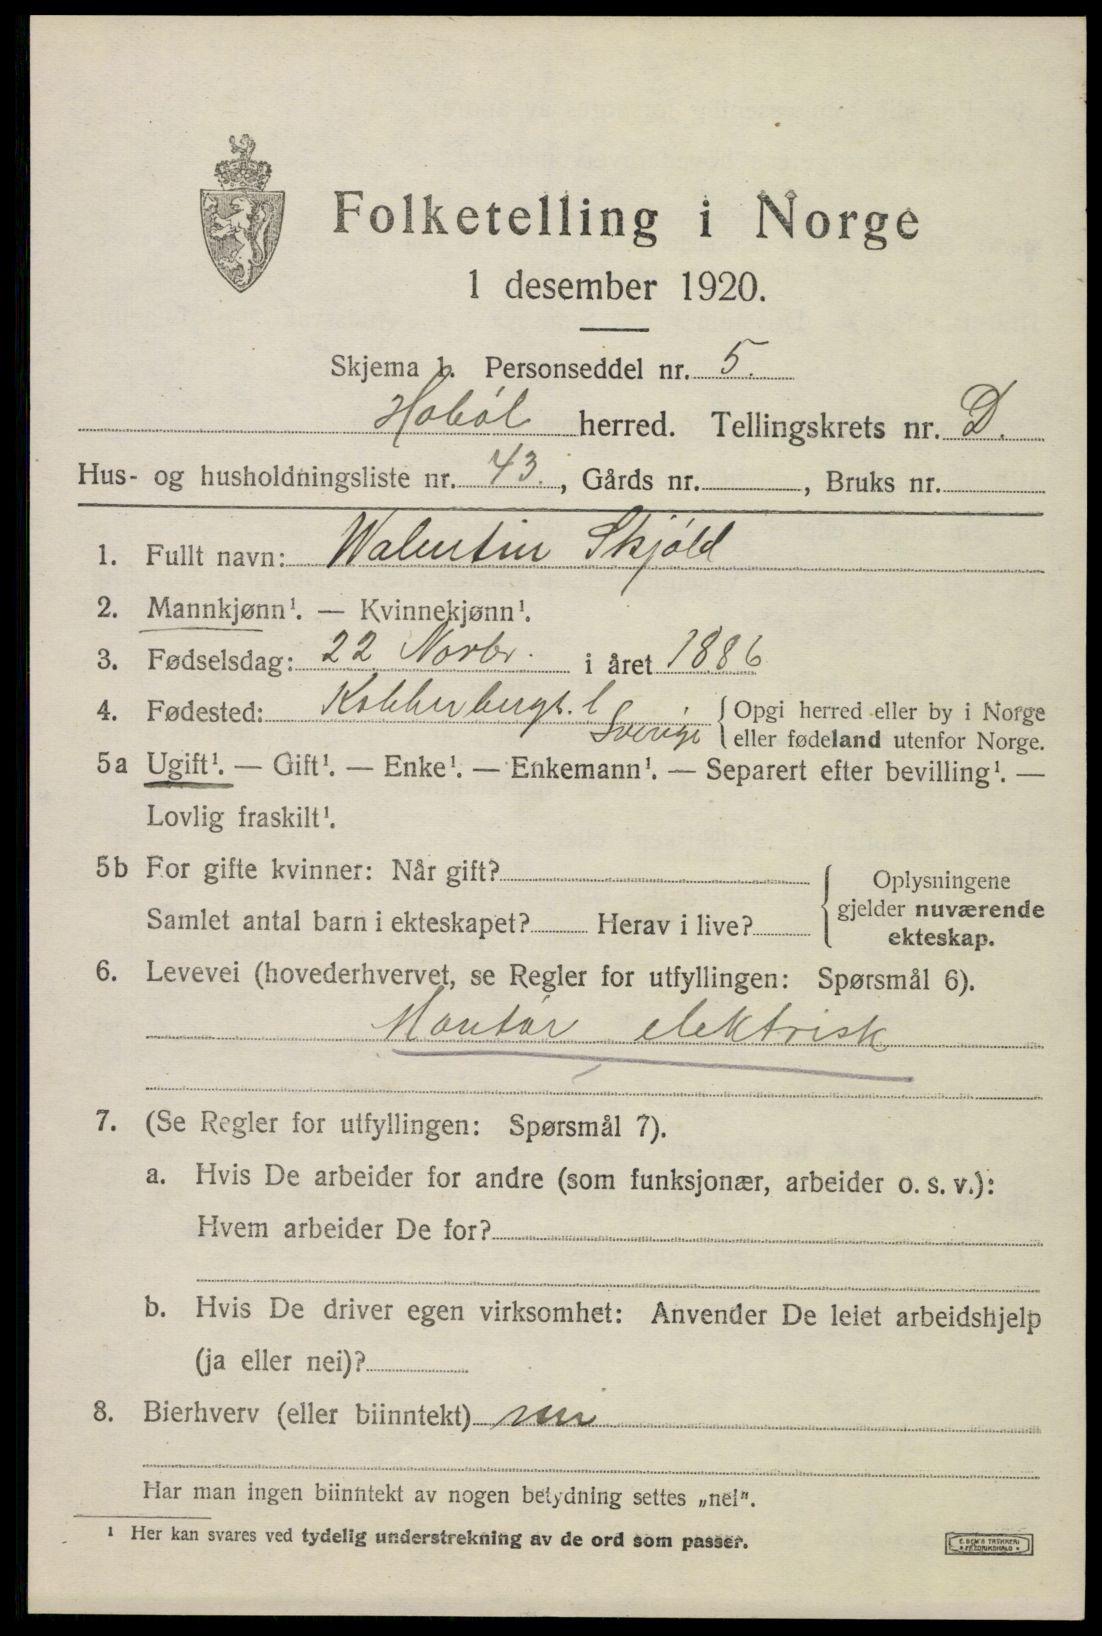 Folketelling i Norge
1 desember 1920.
Skjema b. Personseddel nr. 5.
Hobøl herred. Tellingskrets nr. D.
Hus- og husholdningsliste nr. 43., Gårds nr. , Bruks nr.
1. Fullt navn: Walentin Skjöld
2. Mannkjønn¹. — Kvinnekjønn¹.
3. Fødselsdag: 22 Novbr. i året 1886
4. Fødested: Kopperbergs. l Sverige {Opgi herred eller by i Norge
eller fødeland utenfor Norge.
5a Ugift¹. — Gift¹. — Enke¹. — Enkemann¹. — Separert efter bevilling¹. —
Lovlig fraskilt¹.
5b For gifte kvinner: Når gift?
Samlet antal barn i ekteskapet? Herav i live?
{Oplysningene
gjelder nuværende
ekteskap.
6. Levevei (hovederhvervet, se Regler for utfyllingen: Spørsmål 6).
Montør elektrisk
7. (Se Regler for utfyllingen: Spørsmål 7).
a. Hvis De arbeider for andre (som funksjonær, arbeider o. s. v.):
Hvem arbeider De for?
b. Hvis De driver egen virksomhet: Anvender De leiet arbeidshjelp
(ja eller nei)?
8. Bierhverv (eller biinntekt) nei
Har man ingen biinntekt av nogen betydning settes „nei".
¹ Her kan svares ved tydelig understrekning av de ord som passer.